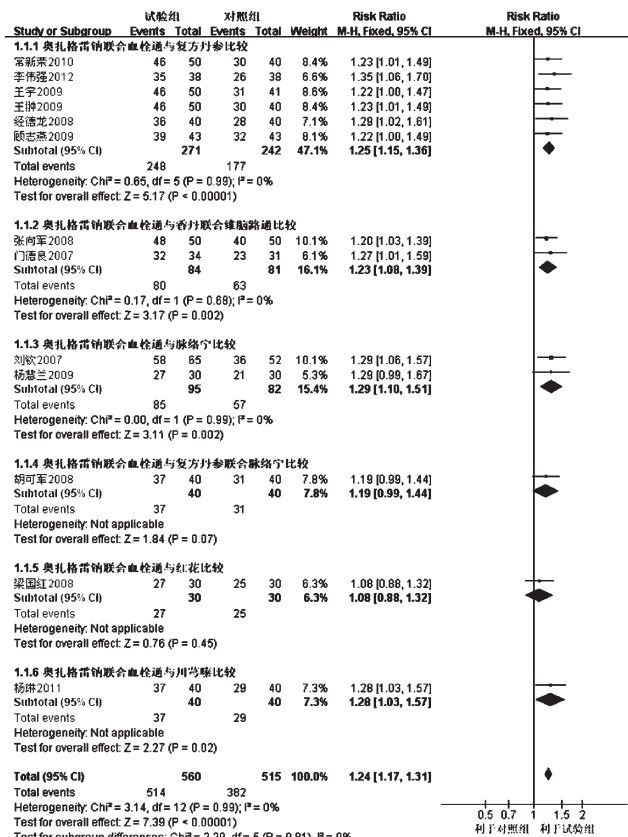 试验组 对照组 Risk Ratio Risk Ratio
Study or Subgroup Events Total Events Total Weight M-H, Fixed, 95% CI M-H, Fixed, 95% CI
1.1.1 奥扎格雷钠联合血栓通与复方丹参比较
常新荣2010 46 50 30 40 8.4% 1.23 [1.01, 1.49]
李伟强2012 35 38 26 38 6.6% 1.35 [1.06, 1.70]
王宇2009 46 50 31 41 8.4% 1.22 [1.00, 1.47]
王翀2009 46 50 30 40 8.4% 1.23 [1.01, 1.49]
经德龙2008 36 40 28 40 7.0% 1.29 [1.02, 1.61]
顾志燕2009 39 43 32 43 8.1% 1.22 [1.00, 1.49]
Subtotal (95% CI) 271 242 47.1% 1.25 [1.15, 1.36]
Total events 248 177
Heterogeneity: Chi² = 0.65, df = 5 (P = 0.99); I² = 0%
Test for overall effect: Z = 5.17 (P < 0.00001)
1.1.2 奥扎格雷钠联合血栓通与香丹联合维脑路通比较
张向军2008 48 50 40 50 10.1% 1.20 [1.03, 1.39]
门德良2007 32 34 23 31 6.1% 1.27 [1.01, 1.59]
Subtotal (95% CI) 84 81 16.1% 1.23 [1.08, 1.39]
Total events 80 63
Heterogeneity: Chi² = 0.17, df = 1 (P = 0.68); I² = 0%
Test for overall effect: Z = 3.17 (P = 0.002)
1.1.3 奥扎格雷钠联合血栓通与脉络宁比较
刘钦2007 58 65 36 52 10.1% 1.29 [1.06, 1.57]
杨慧兰2009 27 30 21 30 5.3% 1.29 [0.99, 1.67]
Subtotal (95% CI) 95 82 15.4% 1.29 [1.10, 1.51]
Total events 85 57
Heterogeneity: Chi² = 0.00, df = 1 (P = 0.99); I² = 0%
Test for overall effect: Z = 3.11 (P = 0.002)
1.1.4 奥扎格雷钠联合血栓通与复方丹参联合脉络宁比较
胡可军2008 37 40 31 40 7.8% 1.19 [0.99, 1.44]
Subtotal (95% CI) 40 40 7.8% 1.19 [0.99, 1.44]
Total events 37 31
Heterogeneity: Not applicable
Test for overall effect: Z = 1.84 (P = 0.07)
1.1.5 奥扎格雷钠联合血栓通与红花比较
梁国红2008 27 30 25 30 6.3% 1.08 [0.88, 1.32]
Subtotal (95% CI) 30 30 6.3% 1.08 [0.88, 1.32]
Total events 27 25
Heterogeneity: Not applicable
Test for overall effect: Z = 0.76 (P = 0.45)
1.1.6 奥扎格雷钠联合血栓通与川芎嗪比较
杨琳2011 37 40 29 40 7.3% 1.28 [1.03, 1.57]
Subtotal (95% CI) 40 40 7.3% 1.28 [1.03, 1.57]
Total events 37 29
Heterogeneity: Not applicable
Test for overall effect: Z = 2.27 (P = 0.02)
Total (95% CI) 560 515 100.0% 1.24 [1.17, 1.31]
Total events 514 382
Heterogeneity: Chi² = 3.14, df = 12 (P = 0.99); I² = 0%
Test for overall effect: Z = 7.39 (P < 0.00001)
Test for subgroup differences: Chi² = 2.29, df = 5 (P = 0.81), I² = 0%
0.5 0.7 1 1.5 2
利于对照组 利于试验组